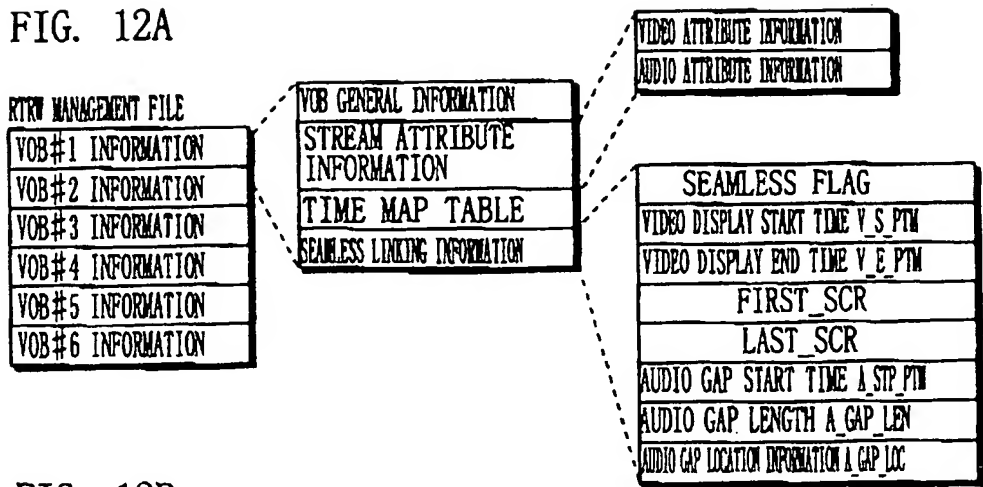 FIG. 12A
RTRW MANAGEMENT FILE
VOB#1 INFORMATION
VOB#2 INFORMATION
VOB#3 INFORMATION
VOB#4 INFORMATION
VOB#5 INFORMATION
VOB#6 INFORMATION
VOB GENERAL INFORMATION
STREAM ATTRIBUTE
INFORMATION
TIME MAP TABLE
SEAMLESS LINKING INFORMATION
VIDEO ATTRIBUTE INFORMATION
AUDIO ATTRIBUTE INFORMATION
SEAMLESS FLAG
VIDEO DISPLAY START TIME V_S_PTM
VIDEO DISPLAY END TIME V_E_PTM
FIRST_SCR
LAST_SCR
AUDIO GAP START TIME A_STP_PTM
AUDIO GAP LENGTH A_GAP_LEN
AUDIO GAP LOCATION INFORMATION A_GAP_LOC